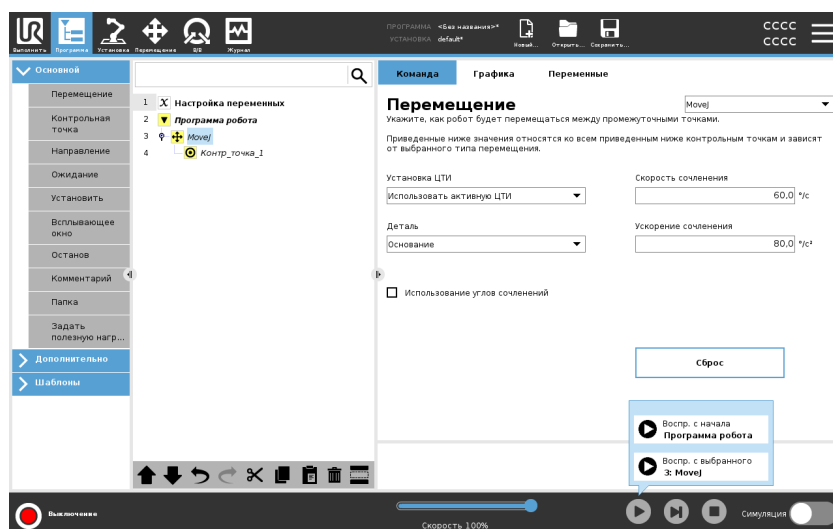 Выполнить
Программа
Установка
Перемещение
В/В
Журнал
ПРОГРАММА <Без названия>*
УСТАНОВКА default*
Новый...
Открыть...
Сохранить...
CCCC
CCCC
Основной
Перемещение
Контрольная
точка
Направление
Ожидание
Установить
Всплывающее
окно
Останов
Комментарий
Папка
Задать
полезную нагр...
Дополнительно
Шаблоны
1 X Настройка переменных
2 Программа робота
3 MoveJ
4 Контр_точка_1
Команда
Графика
Переменные
Перемещение
MoveJ
Укажите, как робот будет перемещаться между промежуточными точками.
Приведенные ниже значения относятся ко всем приведенным ниже контрольным точкам и зависят
от выбранного типа перемещения.
Установка ЦТИ
Скорость сочленения
Использовать активную ЦТИ
60,0 °/с
Деталь
Ускорение сочленения
Основание
80,0 °/с²
Использование углов сочленений
Сброс
Воспр. с начала
Программа робота
Воспр. с выбранного
3: MoveJ
Выключение
Скорость 100%
Симуляция